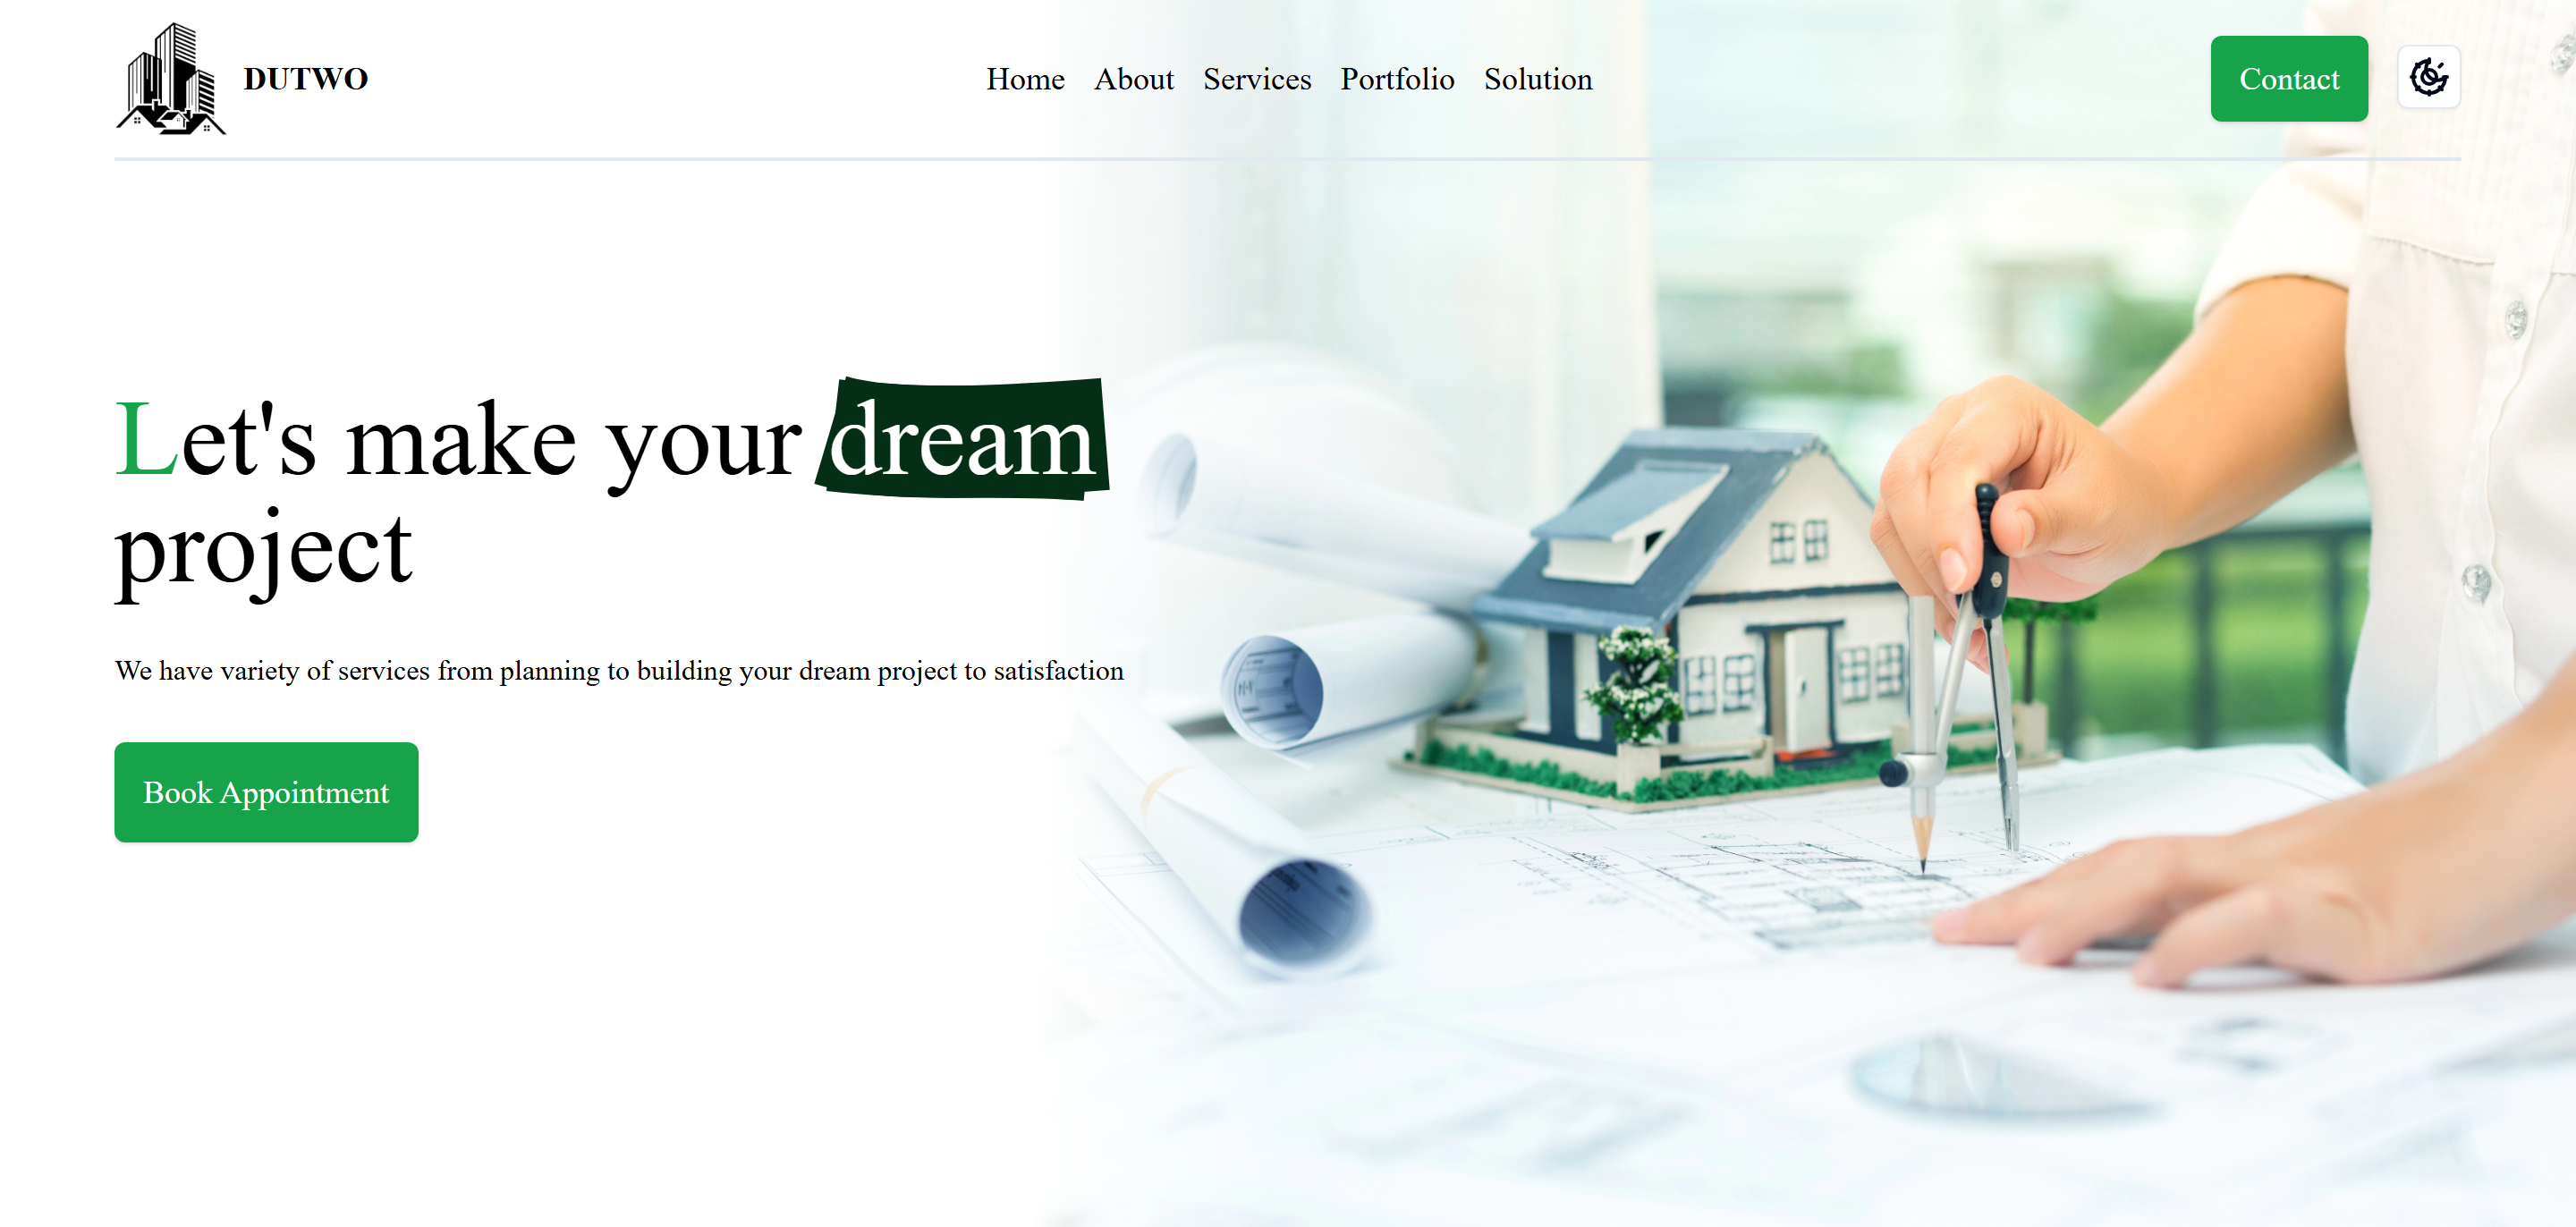 DUTWO
Home About Services Portfolio Solution
Contact
Let's make your dream
project
We have variety of services from planning to building your dream project to satisfaction
Book Appointment